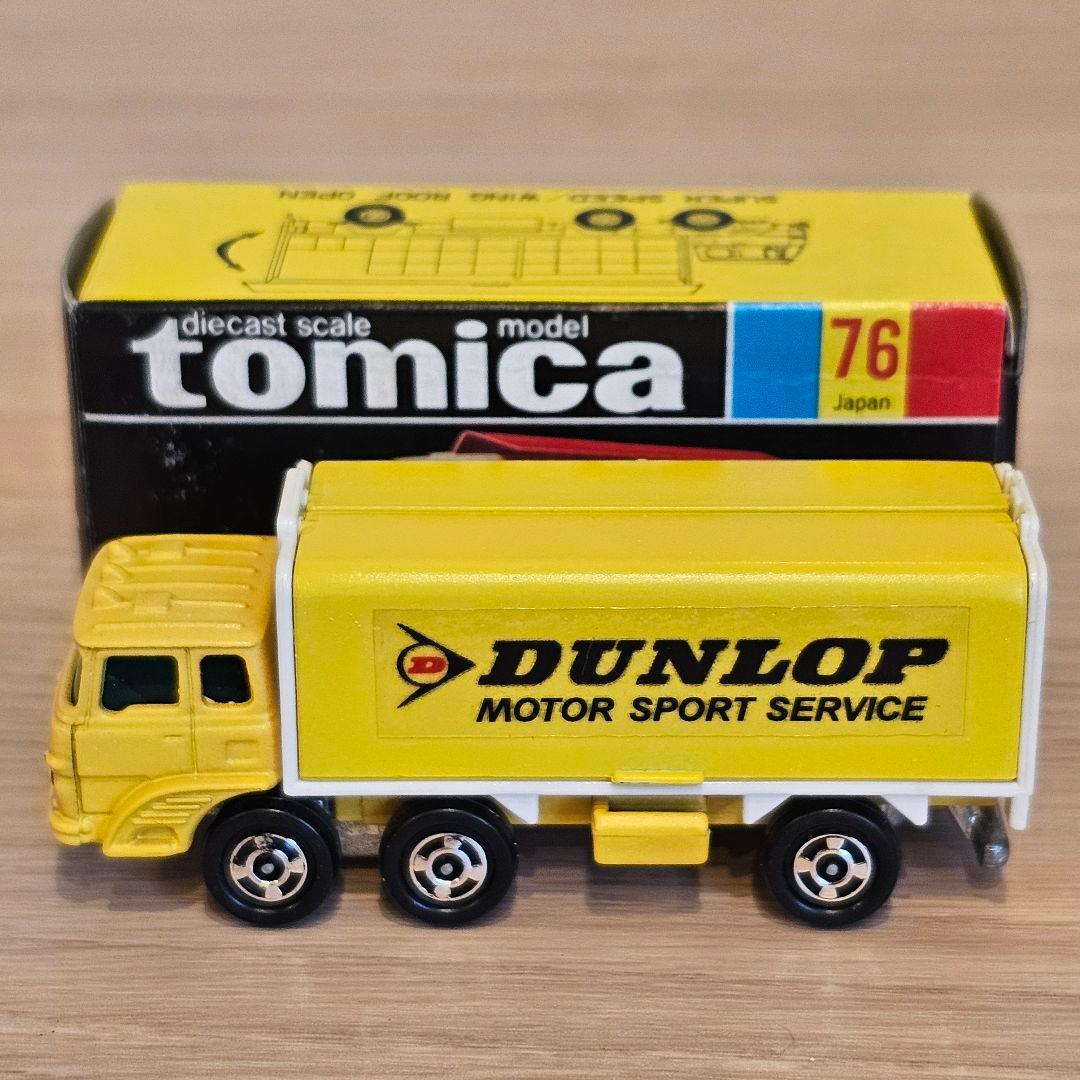 SUPER SPEED/WING ROOF OPEN
diecast scale model
tomica
76
Japan
D DUNLOP
MOTOR SPORT SERVICE